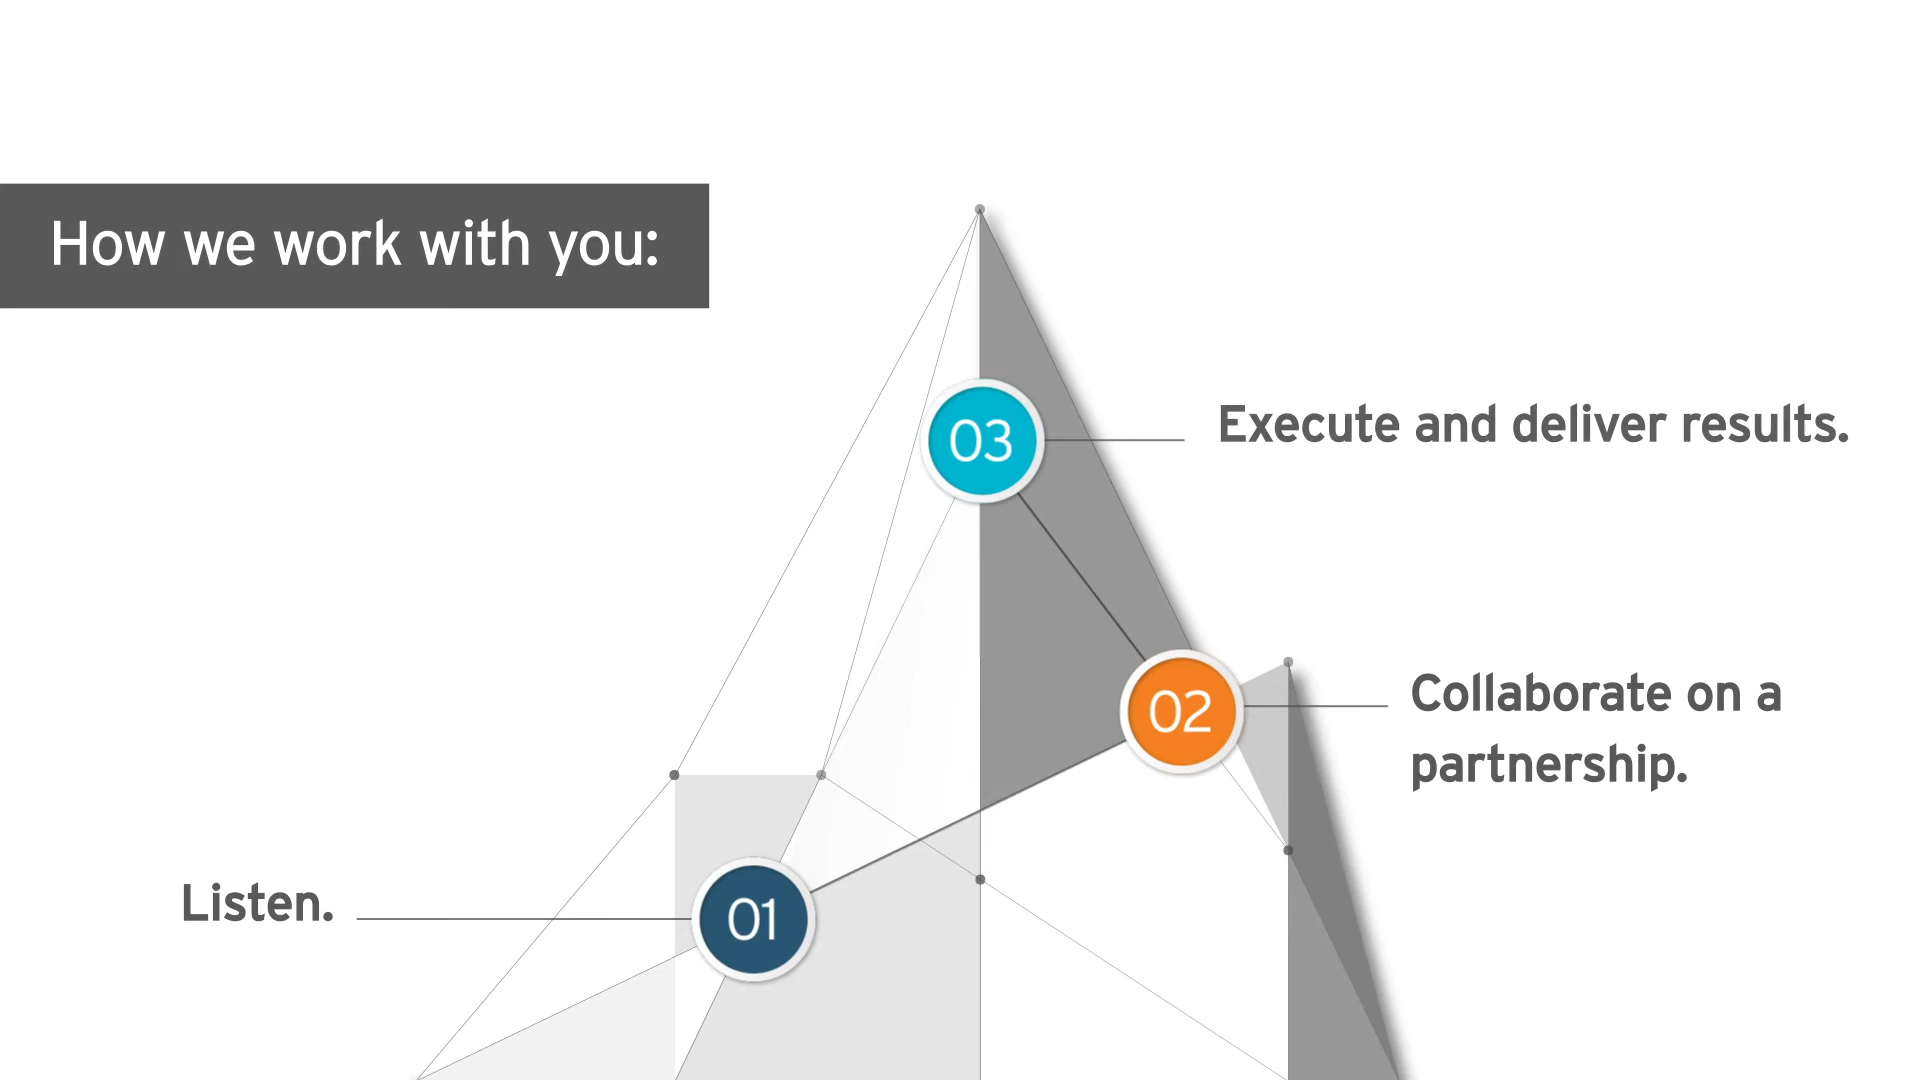 How we work with you:
03
Execute and deliver results.
02
Collaborate on a
partnership.
01
Listen.